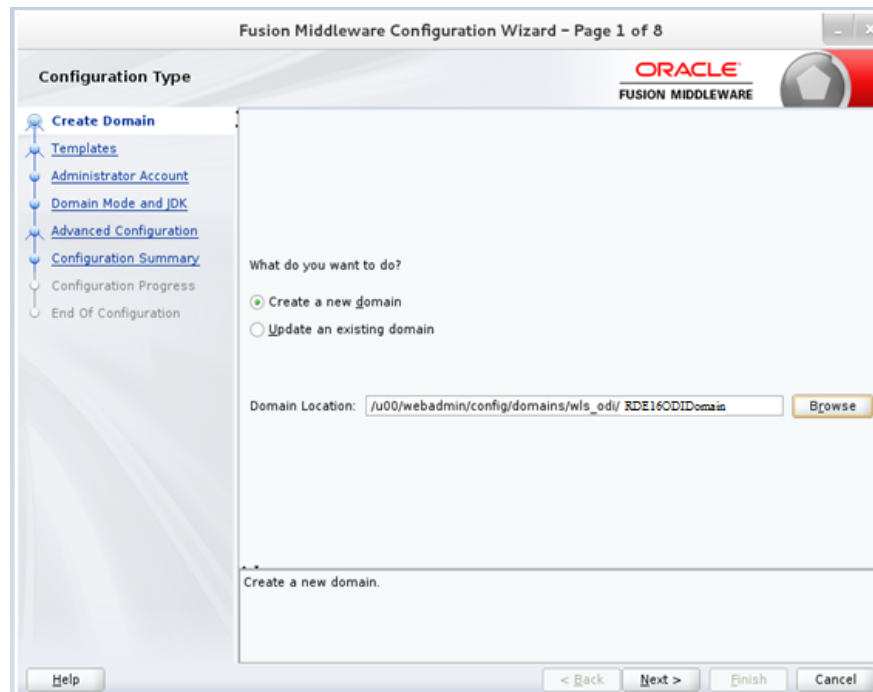 Fusion Middleware Configuration Wizard – Page 1 of 8
Configuration Type
ORACLE
FUSION MIDDLEWARE
Create Domain
Templates
Administrator Account
Domain Mode and JDK
Advanced Configuration
Configuration Summary
Configuration Progress
End Of Configuration
What do you want to do?
Create a new domain
Update an existing domain
Domain Location: /u00/webadmin/config/domains/wls_odi/ RDE16ODIDomain Browse
Create a new domain.
Help < Back Next > Finish Cancel